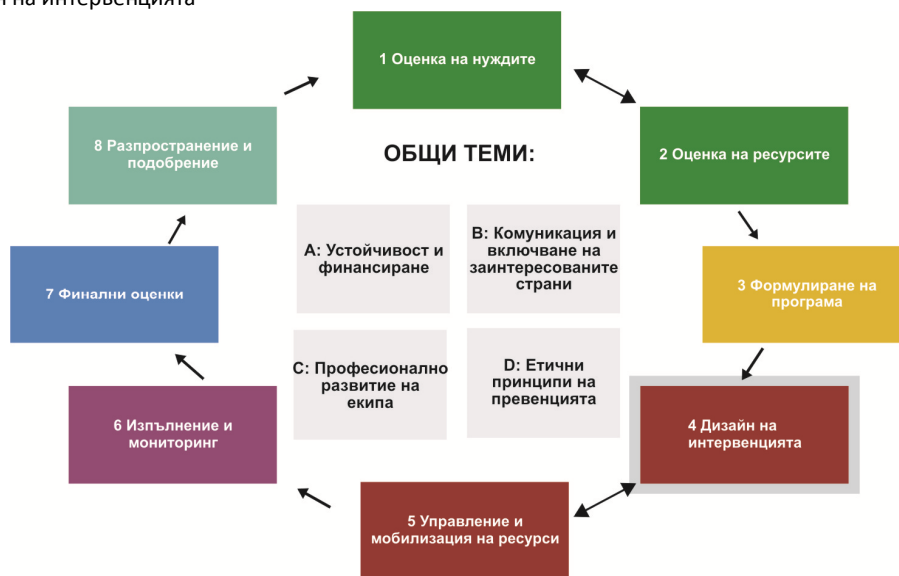 на интервенцията
1 Оценка на нуждите
8 Разпространение и
подобрение
ОБЩИ ТЕМИ:
2 Оценка на ресурсите
A: Устойчивост и
финансиране
B: Комуникация и
включване на
заинтересованите
страни
7 Финални оценки
3 Формулиране на
програма
C: Професионално
развитие на
екипа
D: Етични
принципи на
превенцията
6 Изпълнение и
мониторинг
4 Дизайн на
интервенцията
5 Управление и
мобилизация на ресурси